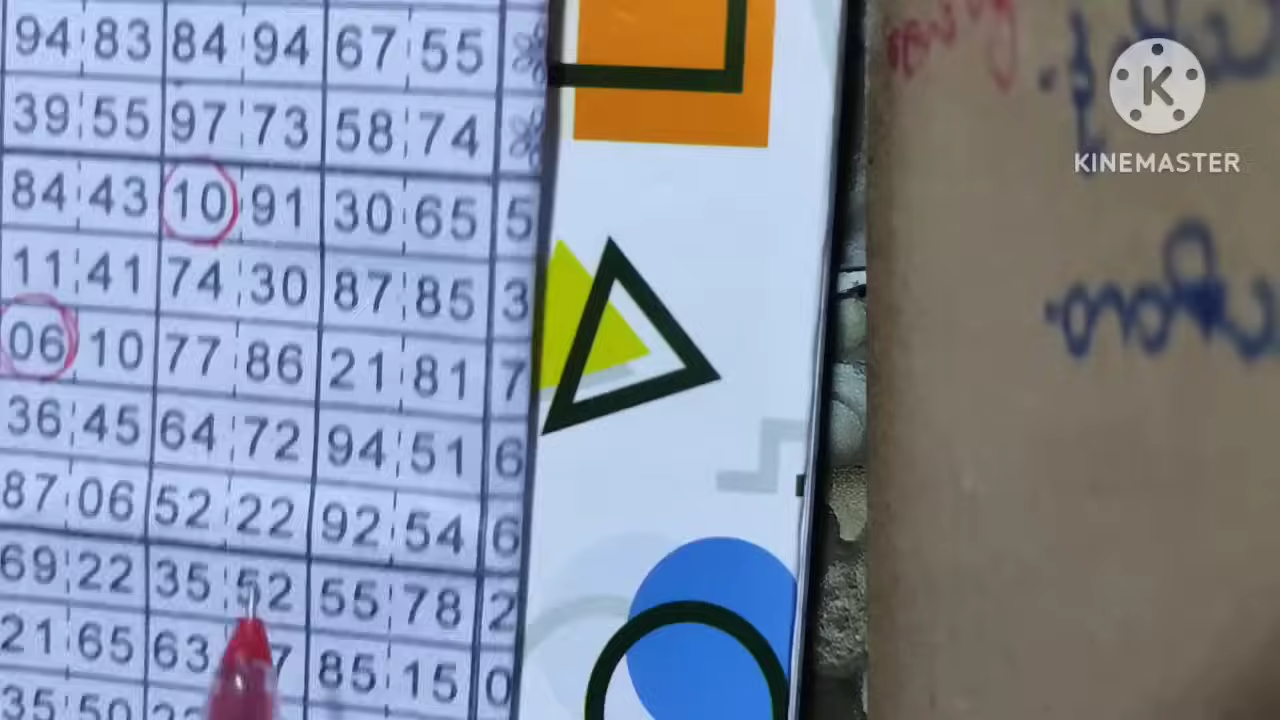 94 83 84 94 67 55
39 55 97 73 58 74
84 43 10 91 30 65 5
11 41 74 30 87 85 3
06 10 77 86 21 81 7
36 45 64 72 94 51 6
87 06 52 22 92 54 6
69 22 35 52 55 78 2
21 65 63 85 15 0
35 50
K
KINEMASTER